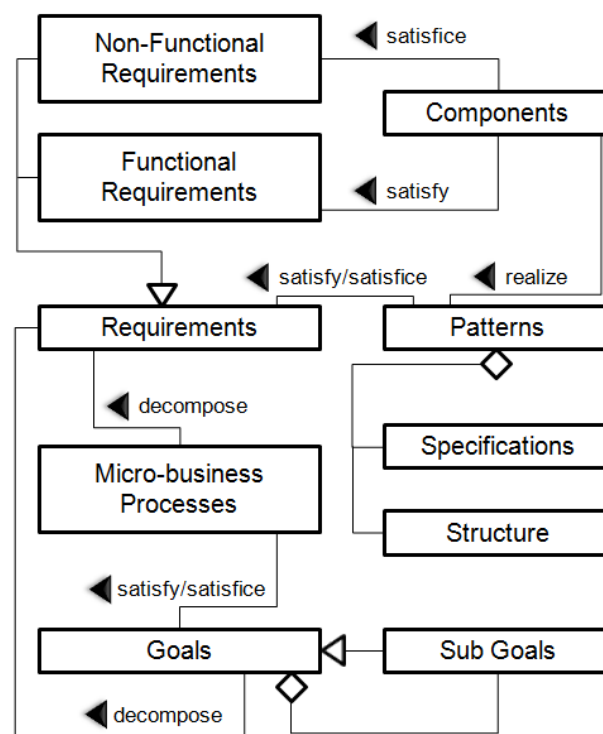 Non-Functional
Requirements
satisfice
Components
Functional
Requirements
satisfy
satisfy/satisfice
realize
Requirements
Patterns
decompose
Specifications
Micro-business
Processes
Structure
satisfy/satisfice
Goals
Sub Goals
decompose